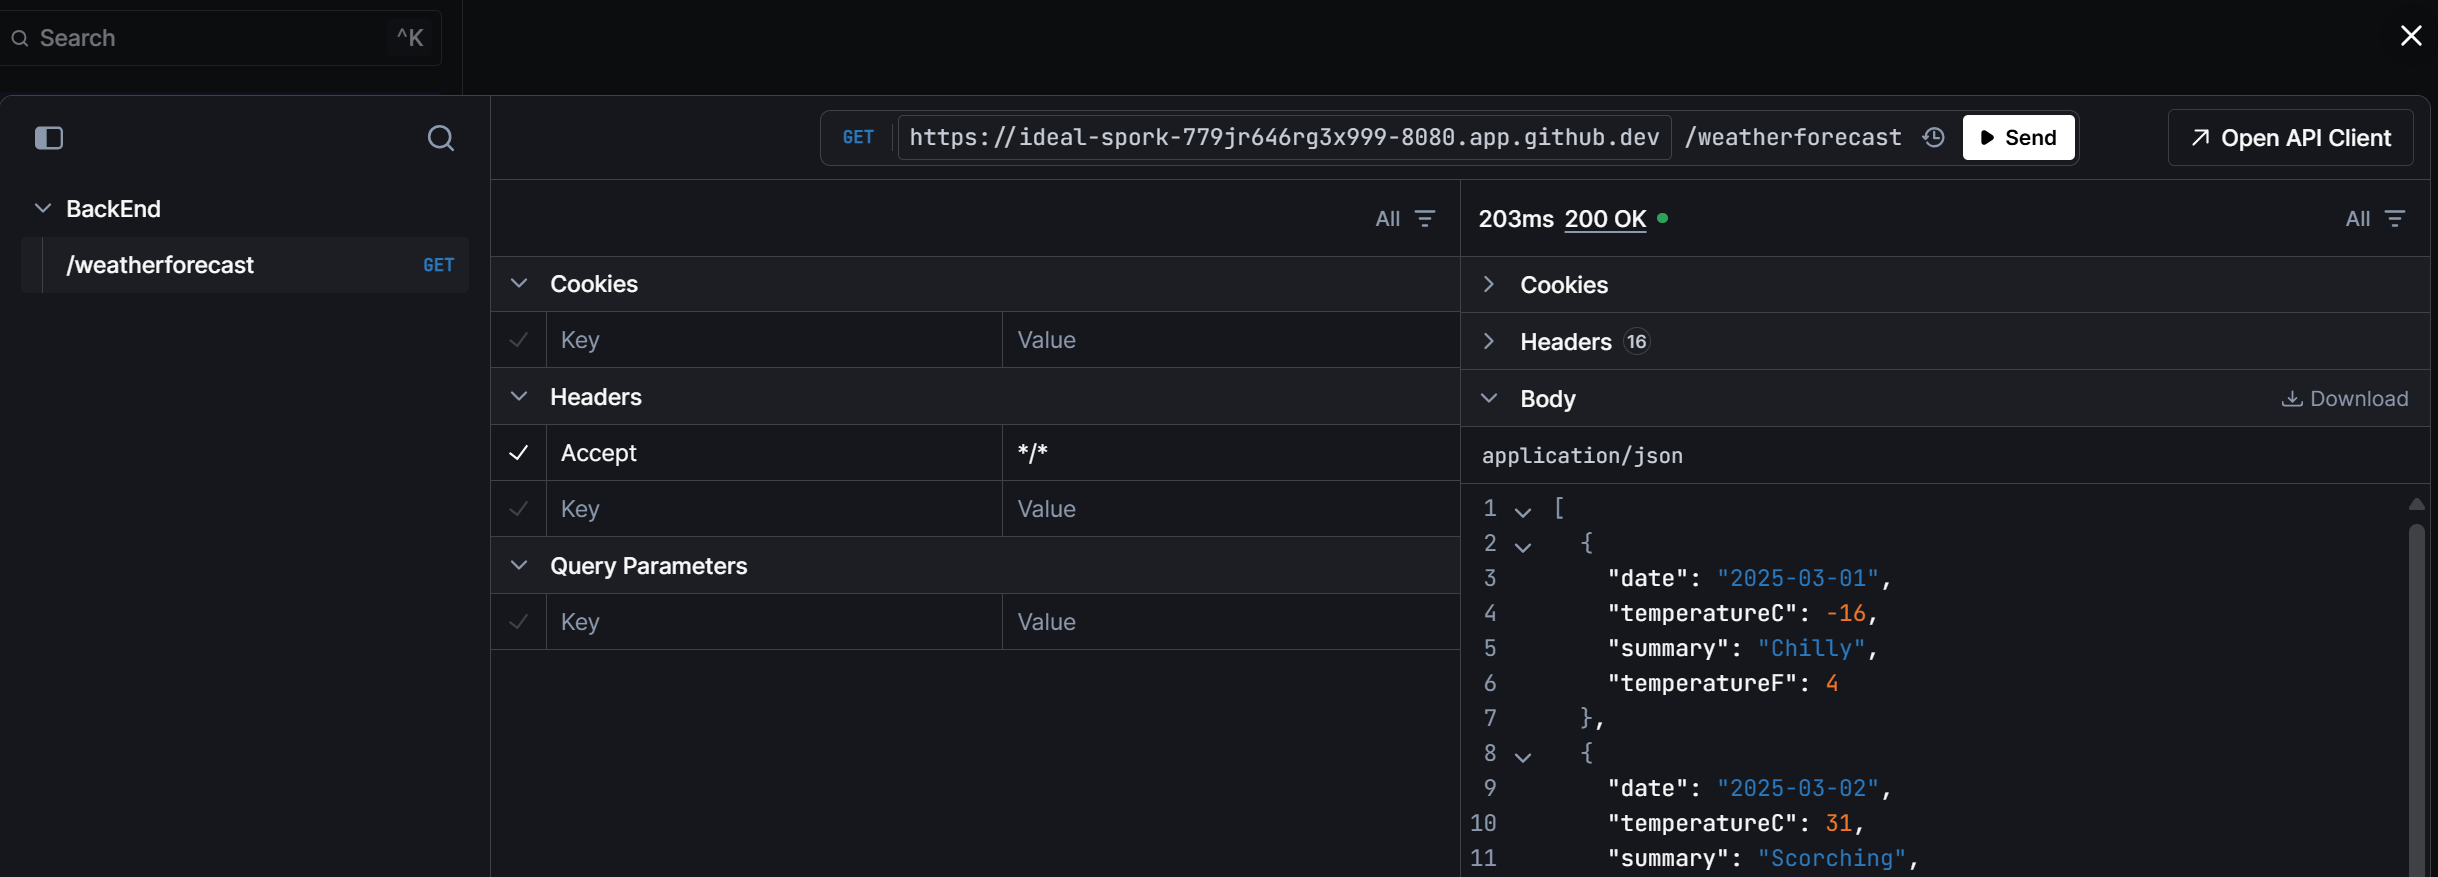 Search ^K
GET https://ideal-spork-779jr646rg3x999-8080.app.github.dev /weatherforecast Send Open API Client
BackEnd
/weatherforecast GET
All
Cookies
Key Value
Headers
Accept */*
Key Value
Query Parameters
Key Value
203ms 200 OK All
Cookies
Headers 16
Body Download
application/json
1 [
2 {
3 "date": "2025-03-01",
4 "temperatureC": -16,
5 "summary": "Chilly",
6 "temperatureF": 4
7 },
8 {
9 "date": "2025-03-02",
10 "temperatureC": 31,
11 "summary": "Scorching",